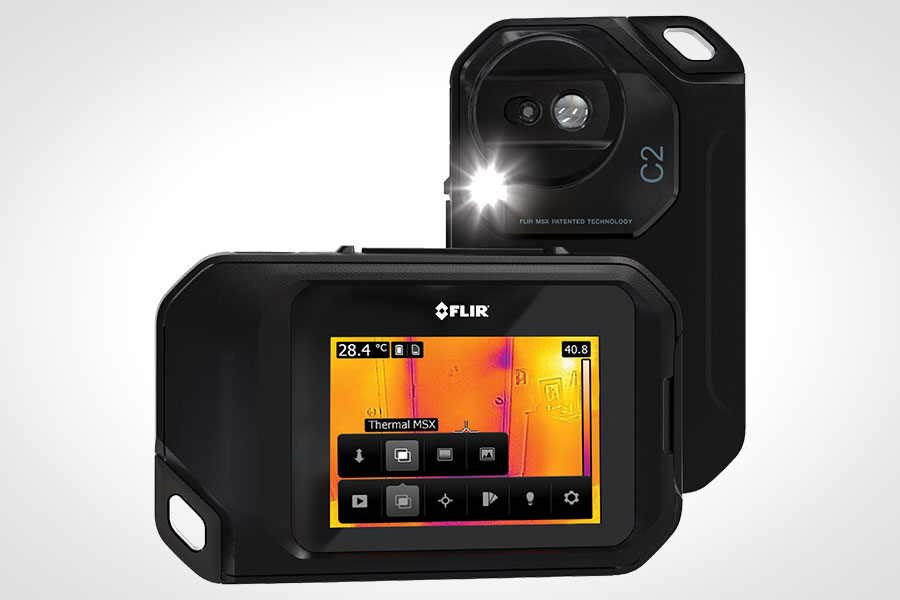 C2
FLIR MSX PATENTED TECHNOLOGY
FLIR
28.4 °C
40.8
Thermal MSX